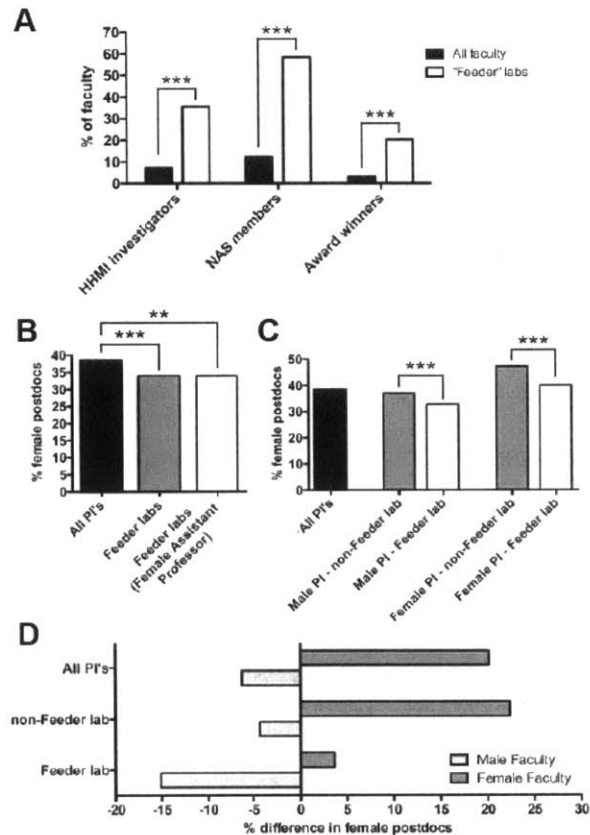 A
% of faculty
70
60
50
40
30
20
10
0
***
***
***
All faculty
"Feeder" labs
HHMI investigators
NAS members
Award winners
B
% female postdocs
40
35
30
25
20
15
10
5
0
**
***
All PI's
Feeder labs
Feeder labs
(Female Assistant
Professor)
C
% female postdocs
50
40
30
20
10
0
***
***
All PI's
Male PI - non-Feeder lab
Male PI - Feeder lab
Female PI - non-Feeder lab
Female PI - Feeder lab
D
All PI's
non-Feeder lab
Feeder lab
Male Faculty
Female Faculty
-20
-15
-10
-5
0
5
10
15
20
25
30
% difference in female postdocs